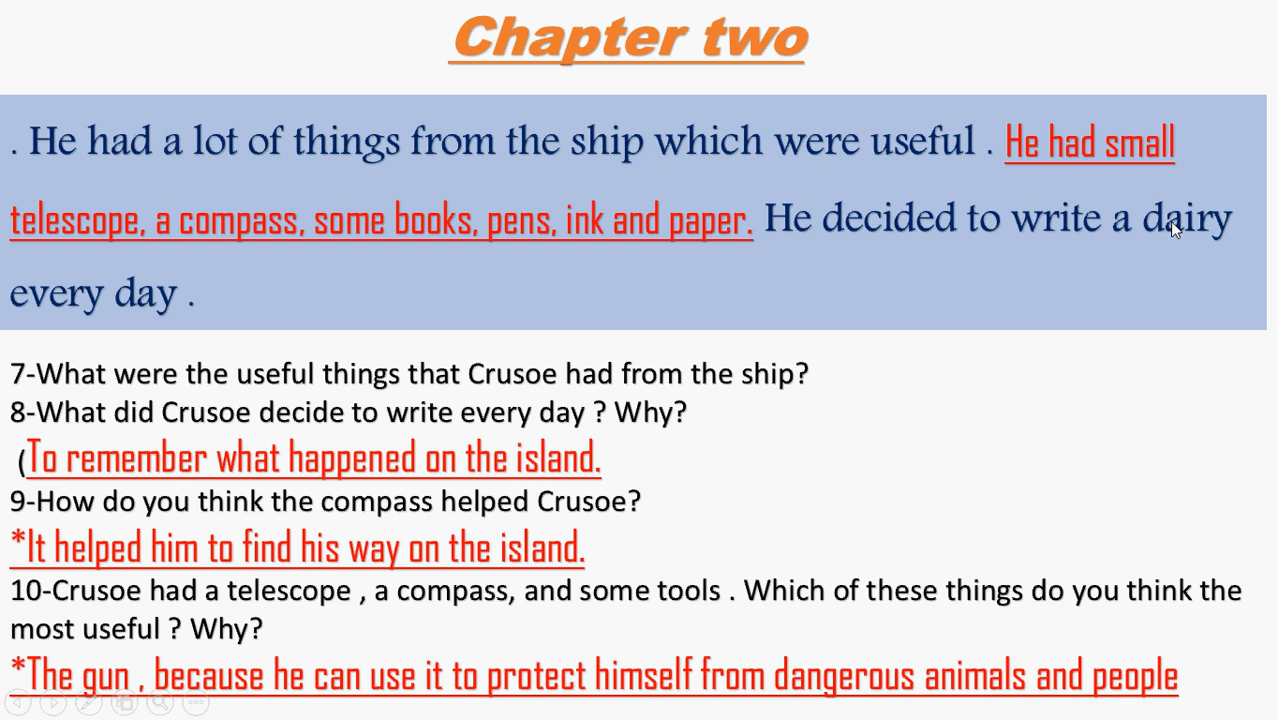 Chapter two
. He had a lot of things from the ship which were useful . He had small
telescope, a compass, some books, pens, ink and paper. He decided to write a dairy
every day .
7-What were the useful things that Crusoe had from the ship?
8-What did Crusoe decide to write every day ? Why?
(To remember what happened on the island.
9-How do you think the compass helped Crusoe?
*It helped him to find his way on the island.
10-Crusoe had a telescope , a compass, and some tools . Which of these things do you think the
most useful ? Why?
*The gun , because he can use it to protect himself from dangerous animals and people